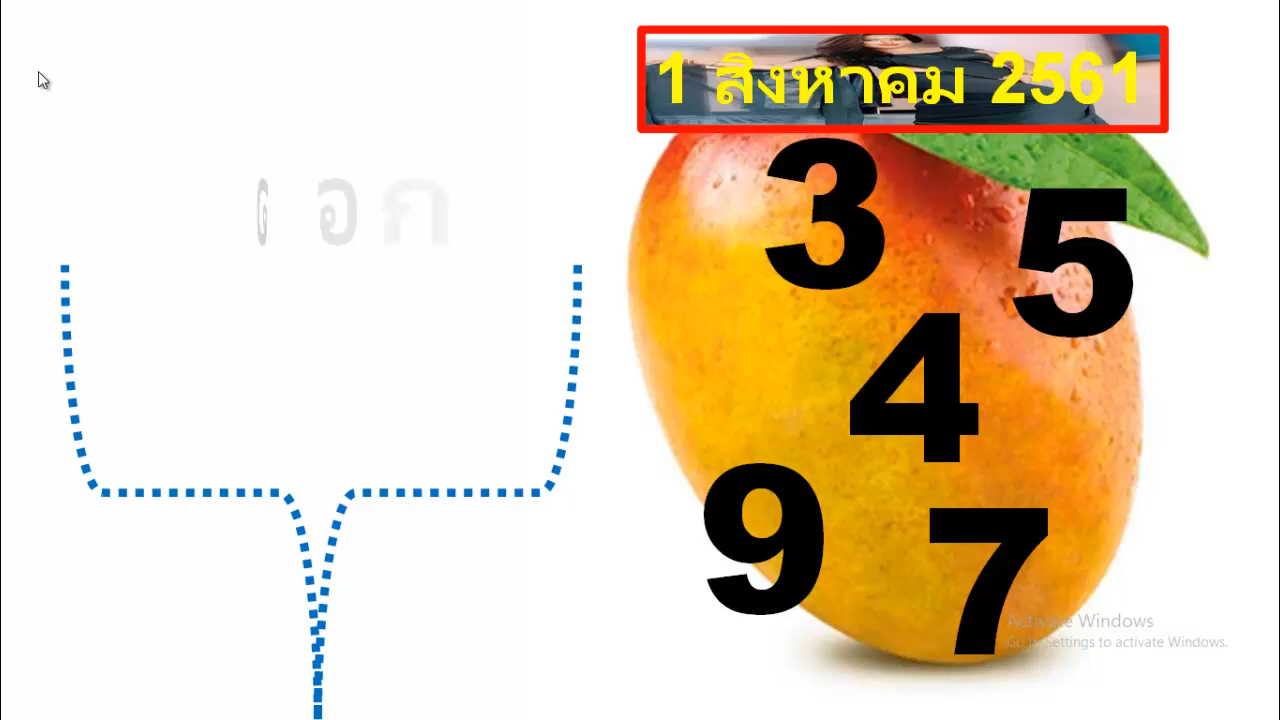 1 สิงหาคม 2561
3
5
4
9
7
Activate Windows
Go to Settings to activate Windows.